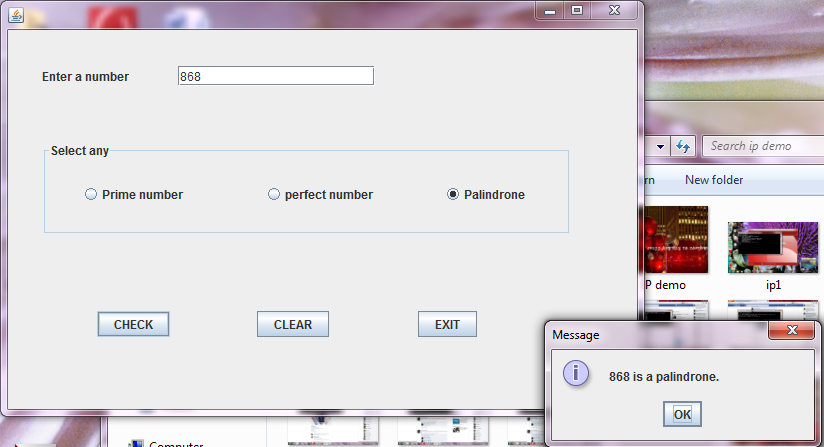 Enter a number
868
Select any
Prime number
perfect number
Palindrone
CHECK
CLEAR
EXIT
Search ip demo
New folder
P demo
ip1
Message
868 is a palindrone.
OK
Computer